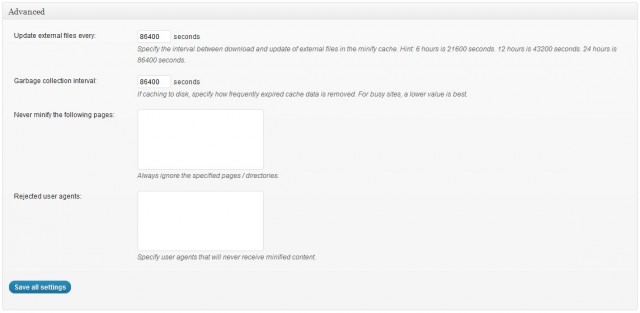 Advanced
Update external files every: 86400 seconds
Specify the interval between download and update of external files in the minify cache. Hint: 6 hours is 21600 seconds. 12 hours is 43200 seconds. 24 hours is
86400 seconds.
Garbage collection interval: 86400 seconds
If caching to disk, specify how frequently expired cache data is removed. For busy sites, a lower value is best.
Never minify the following pages:
Always ignore the specified pages / directories.
Rejected user agents:
Specify user agents that will never receive minified content.
Save all settings